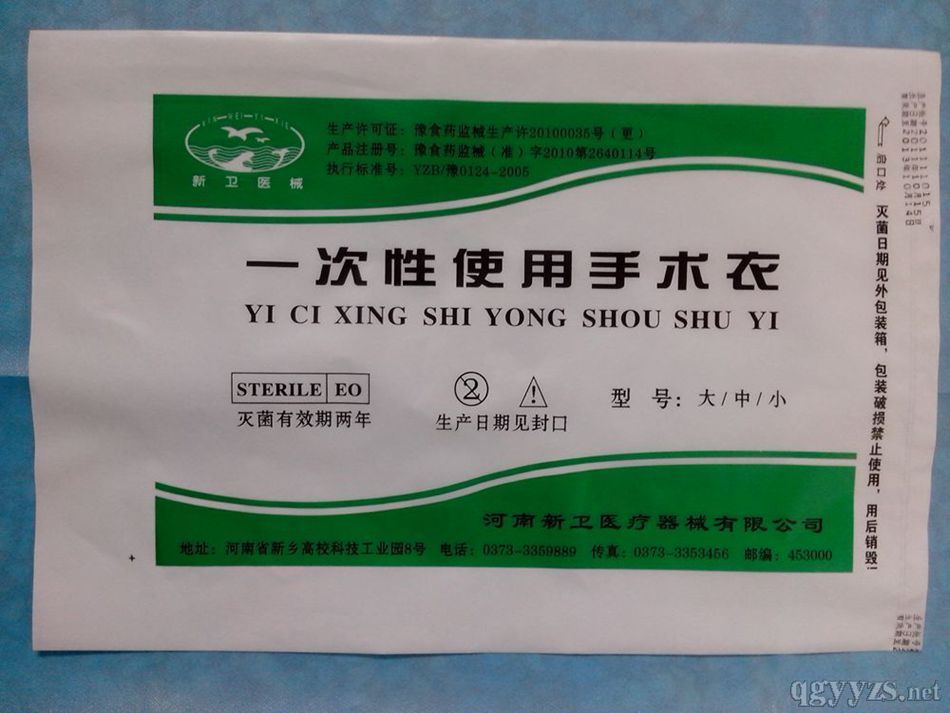 XIN WEI YI XIE
新卫医械
生产许可证：豫食药监械生产许20100035号（更）
产品注册号：豫食药监械（准）字2010第2640114号
执行标准号：YZB/豫0124-2005
一次性使用手术衣
YI CI XING SHI YONG SHOU SHU YI
STERILE EO
灭菌有效期两年
2
生产日期见封口
型 号：大/中/小
河南新卫医疗器械有限公司
地址：河南省新乡高校科技工业园8号 电话：0373-3359889 传真：0373-3353456 邮编：453000
启口处 灭菌日期见外包装箱，包装破损禁止使用，用后销毁！
qgyyzs.net